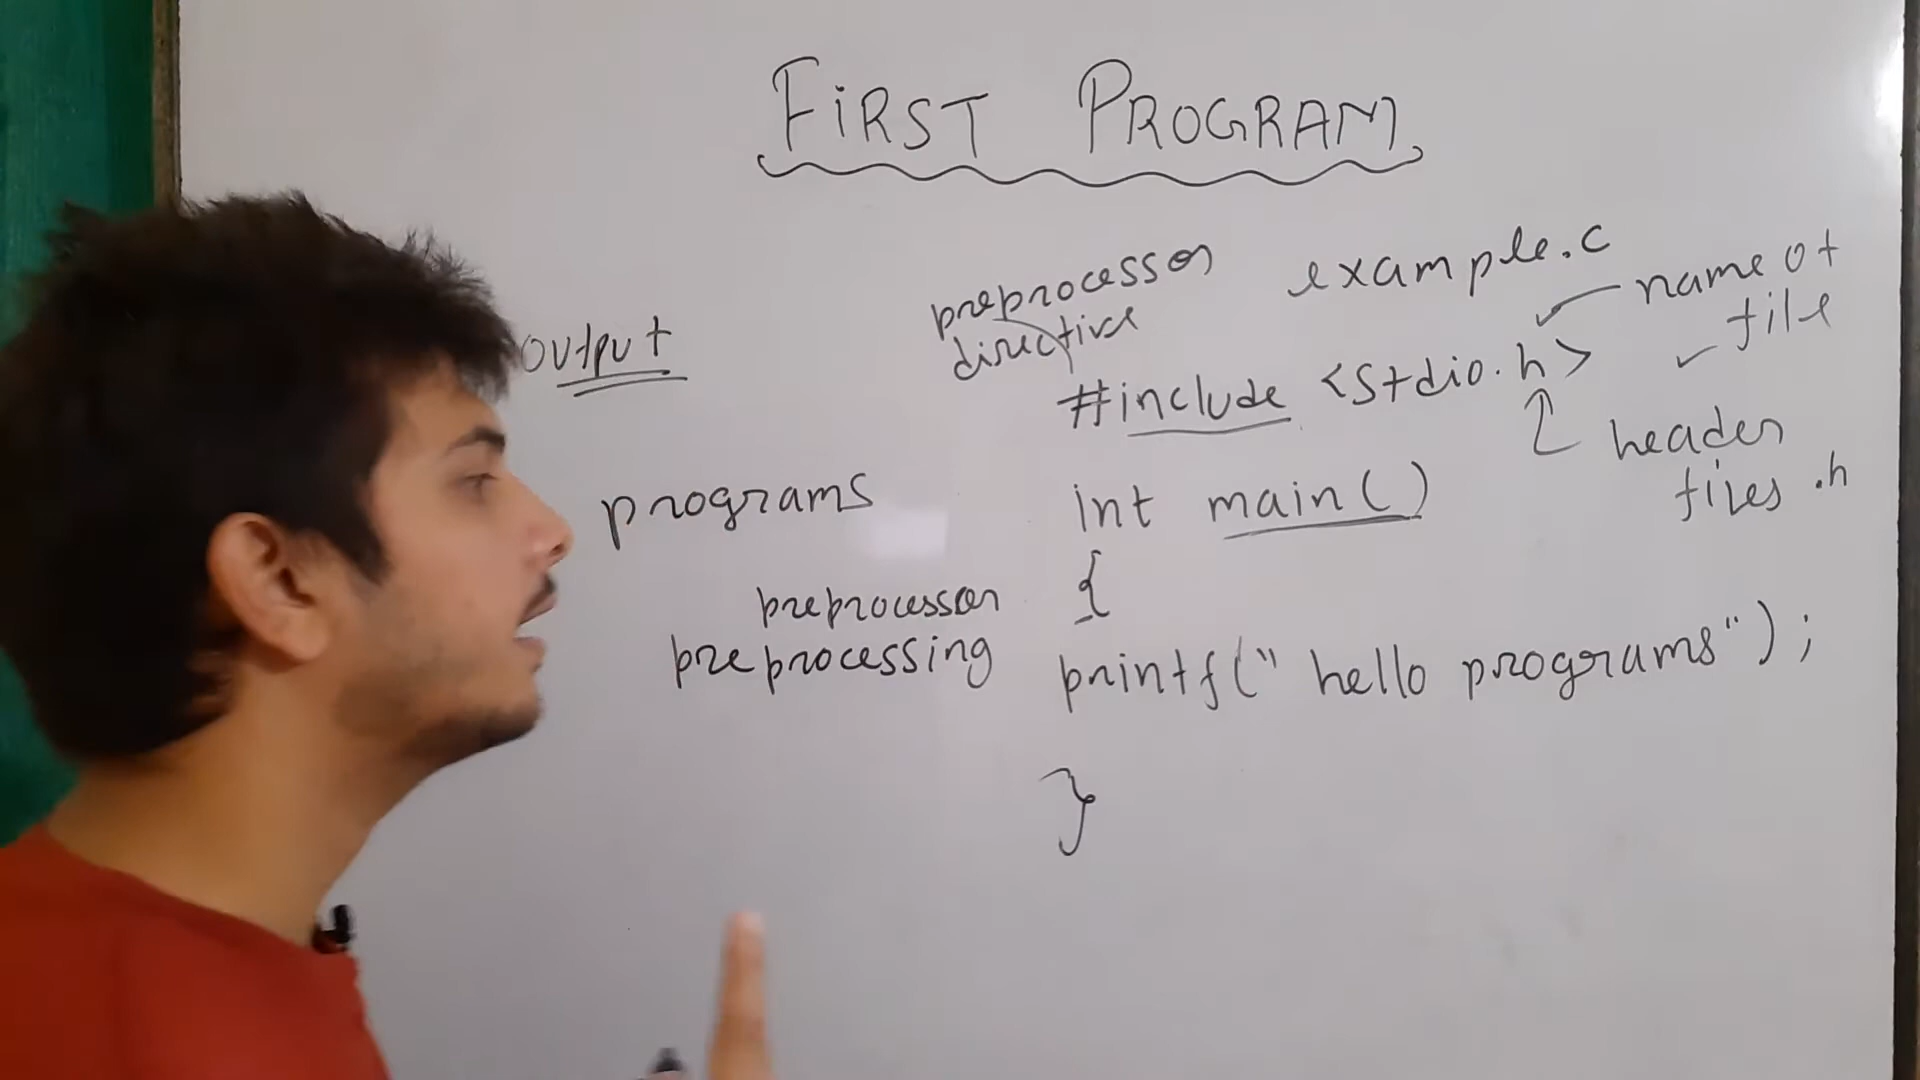 FiRST PROGRAM
output
programs
preprocessor
preprocessing
preprocessor
directive
example.c
name of
file
#include <stdio.h>
header
files .h
int main()
{
printf(" hello programs");
}